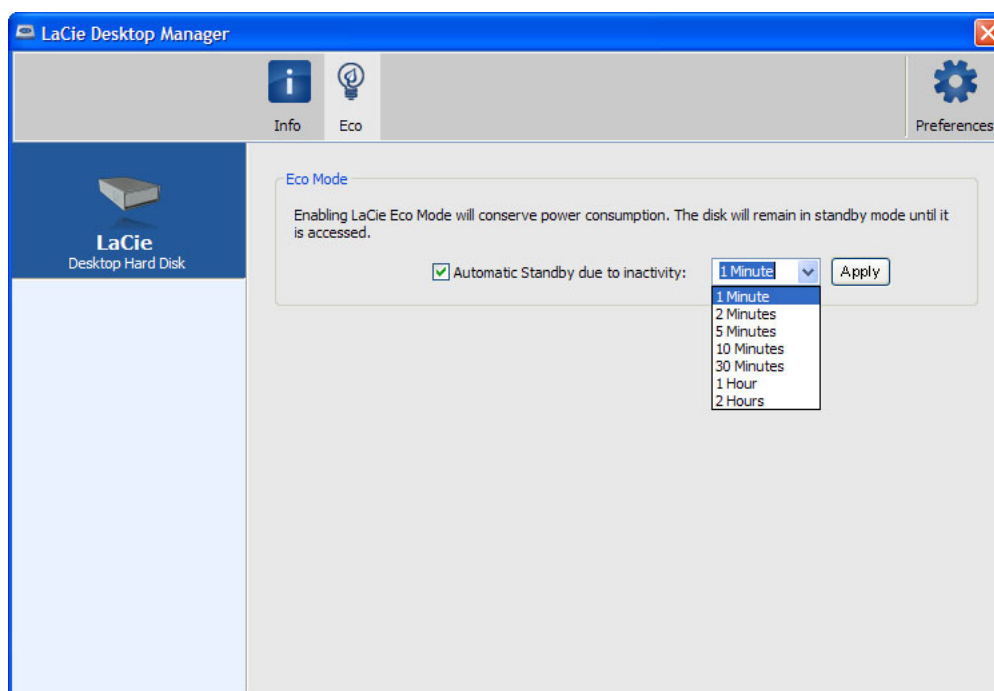 LaCie Desktop Manager
Info
Eco
Preferences
LaCie
Desktop Hard Disk
Eco Mode
Enabling LaCie Eco Mode will conserve power consumption. The disk will remain in standby mode until it
is accessed.
Automatic Standby due to inactivity: 1 Minute Apply
1 Minute
2 Minutes
5 Minutes
10 Minutes
30 Minutes
1 Hour
2 Hours